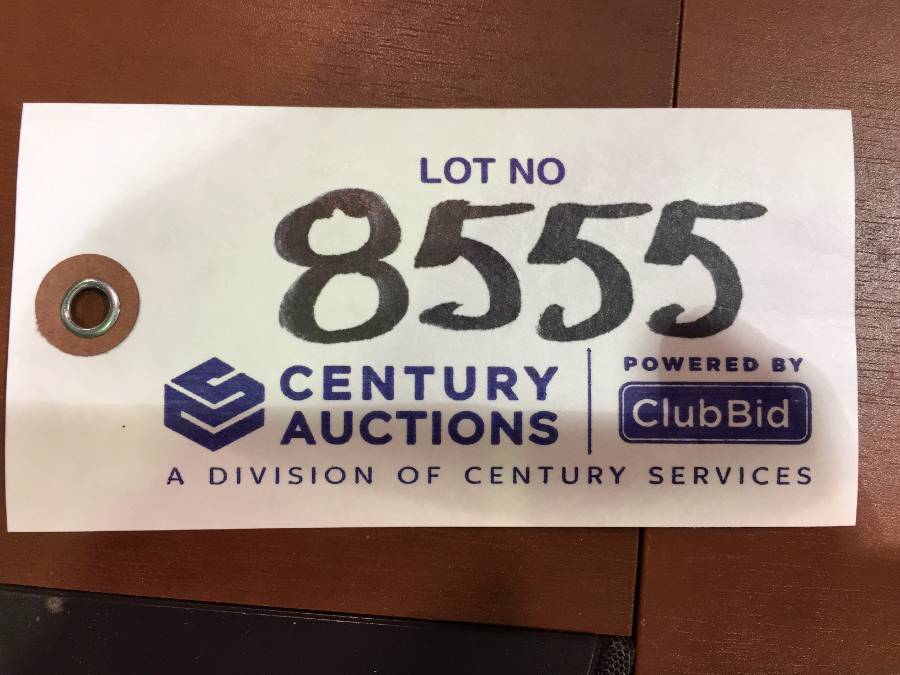 LOT NO
8555
CENTURY
AUCTIONS
POWERED BY
ClubBid
A DIVISION OF CENTURY SERVICES